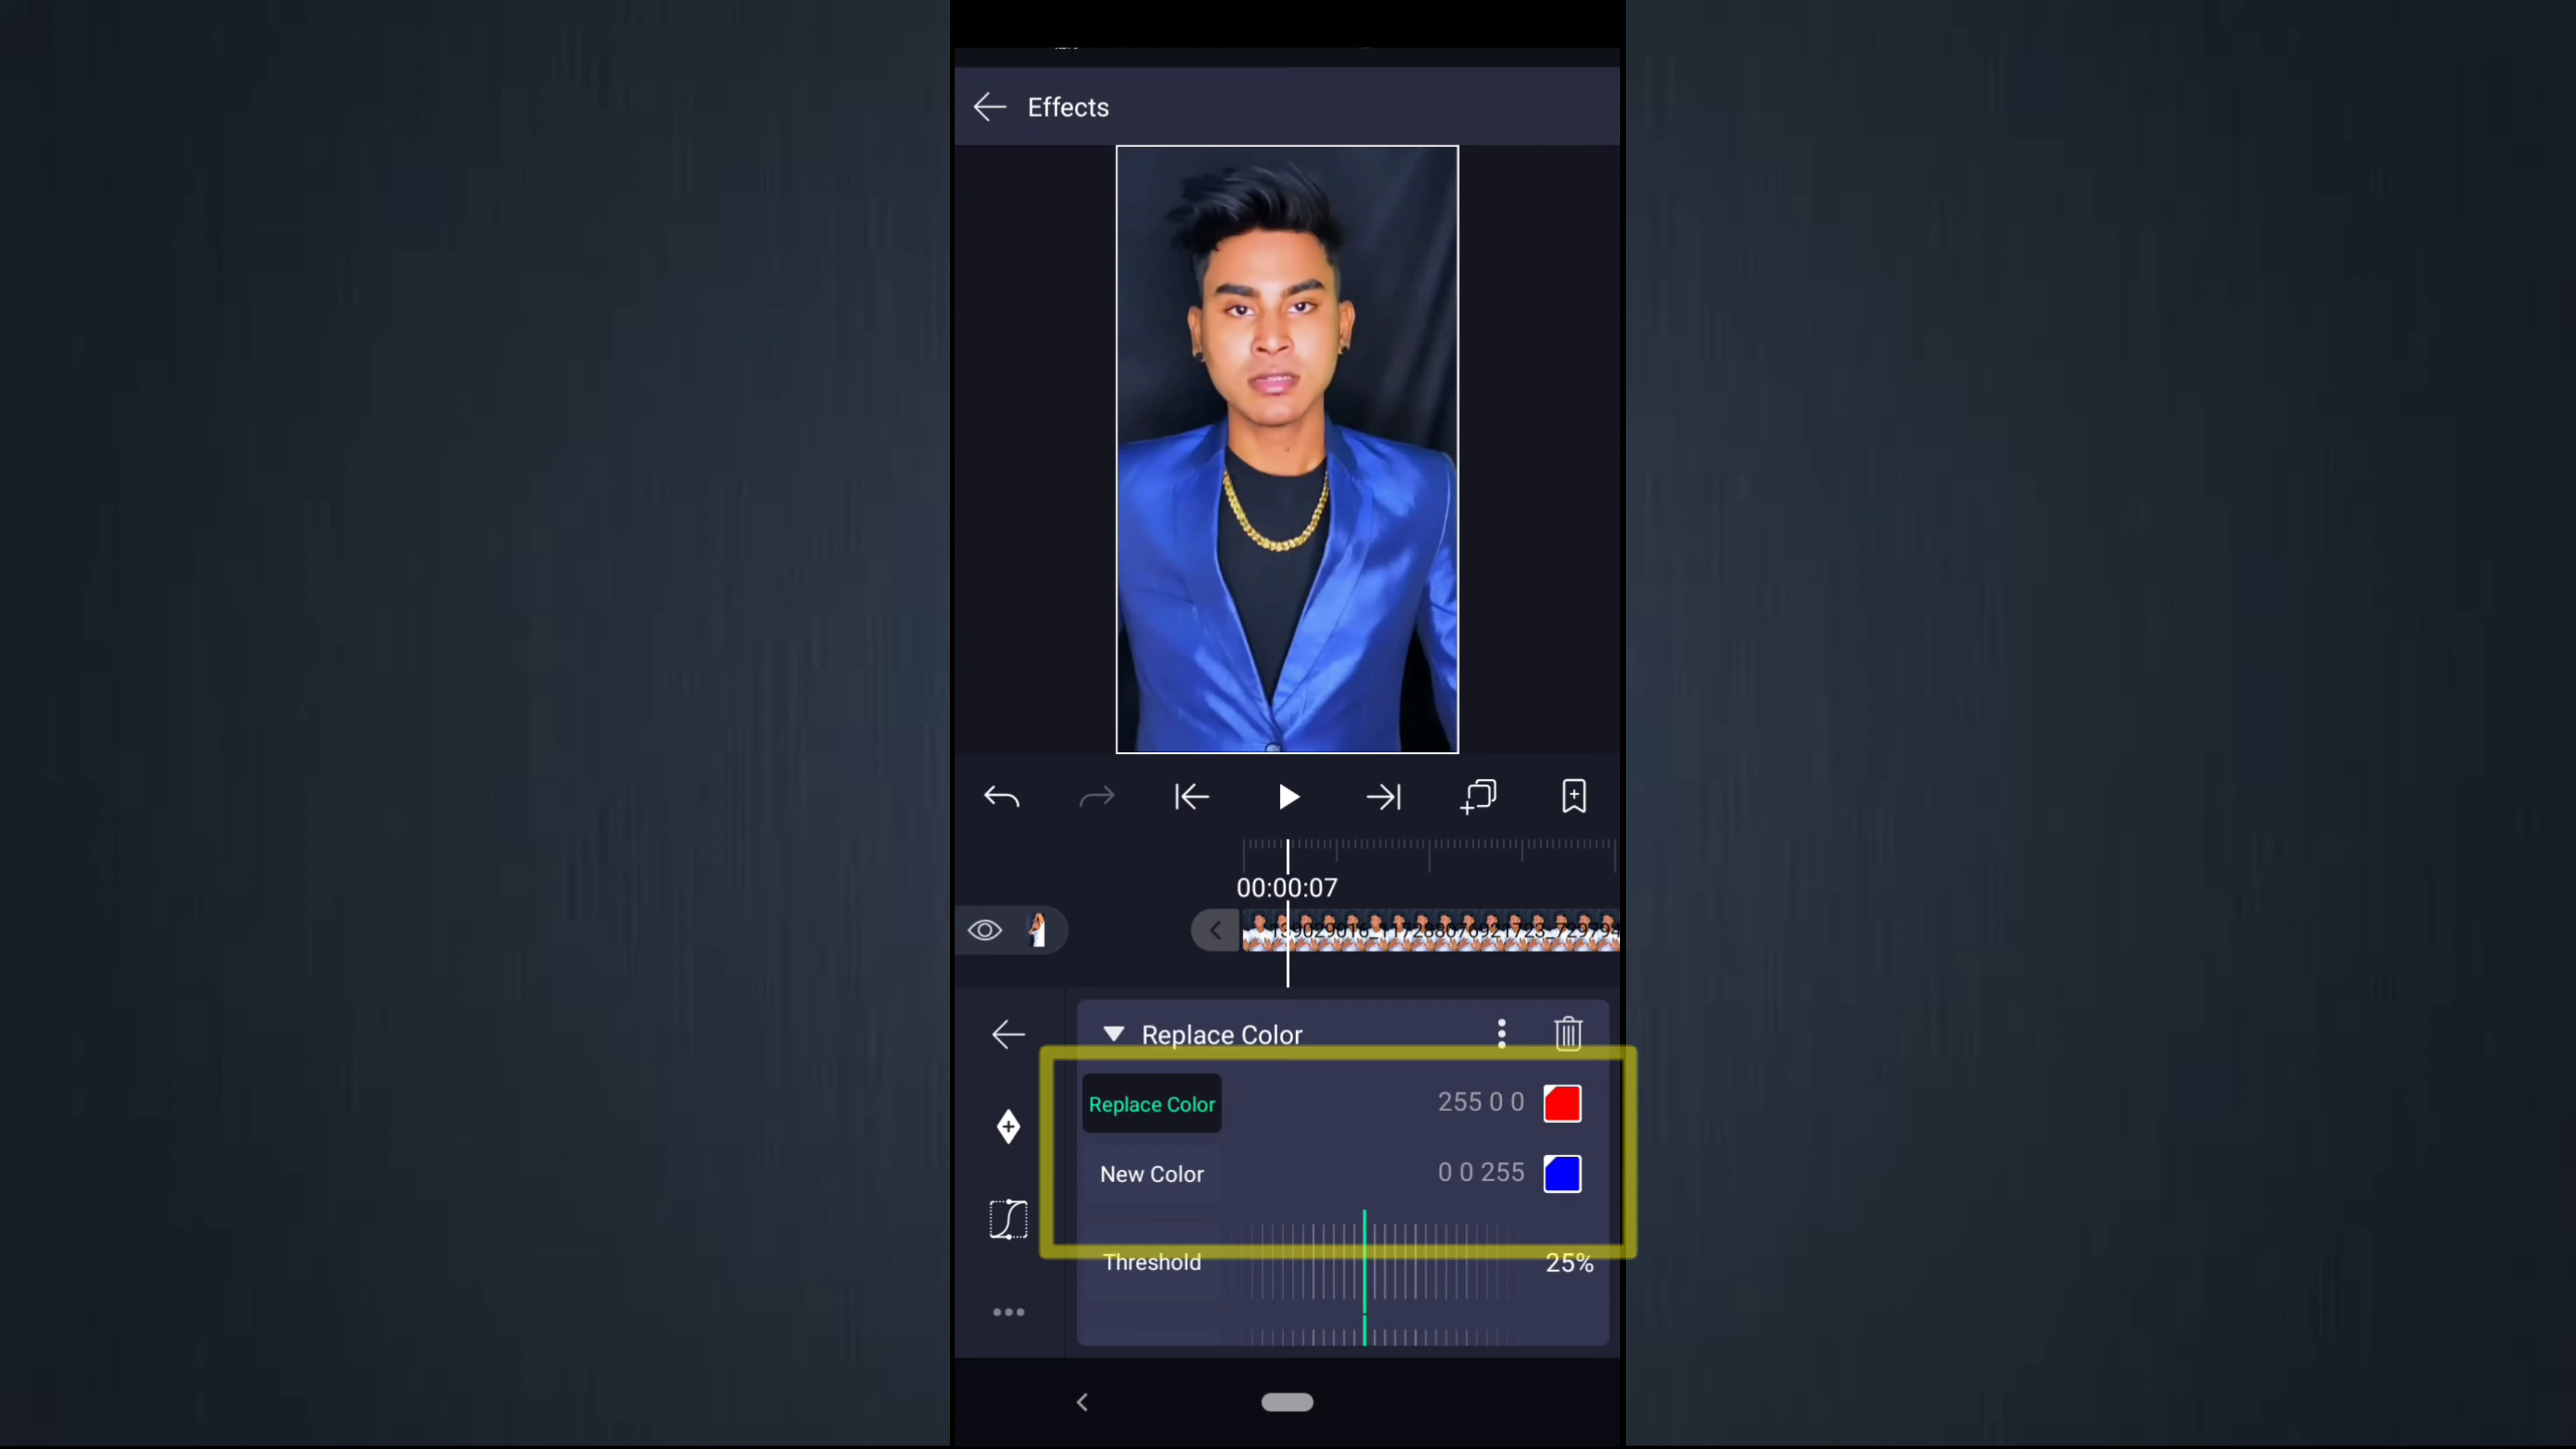 Effects
00:00:07
Replace Color
Replace Color 255 0 0
New Color 0 0 255
Threshold 25%